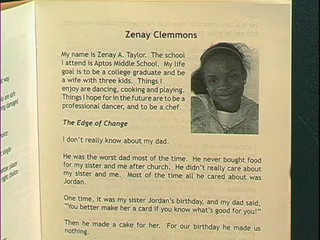 Zenay Clemmons
My name is Zenay A. Taylor. The school
I attend is Aptos Middle School. My life
goal is to be a college graduate and be
a wife with three kids. Things I
enjoy are dancing, cooking and playing.
Things I hope for in the future are to be a
professional dancer, and to be a chef.
The Edge of Change
I don't really know about my dad.
He was the worst dad most of the time. He never bought food
for my sister and me after church. He didn't really care about
my sister and me. Most of the time all he cared about was
Jordan.
One time, it was my sister Jordan's birthday, and my dad said,
"You better make her a card if you know what's good for you!"
Then he made a cake for her. For our birthday he made us
nothing.